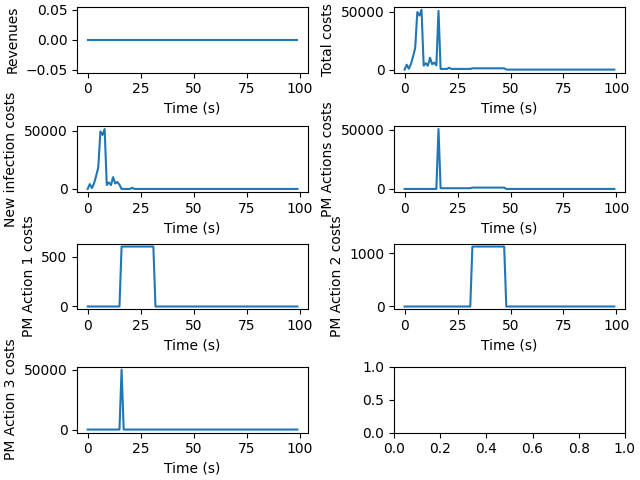 Revenues
0.05
0.00
−0.05
0 25 50 75 100
Time (s)
Total costs
50000
0
0 25 50 75 100
Time (s)
New infection costs
50000
0
0 25 50 75 100
Time (s)
PM Actions costs
50000
0
0 25 50 75 100
Time (s)
PM Action 1 costs
500
0
0 25 50 75 100
Time (s)
PM Action 2 costs
1000
0
0 25 50 75 100
Time (s)
PM Action 3 costs
50000
0
0 25 50 75 100
Time (s)
1.0
0.5
0.0
0.0 0.2 0.4 0.6 0.8 1.0